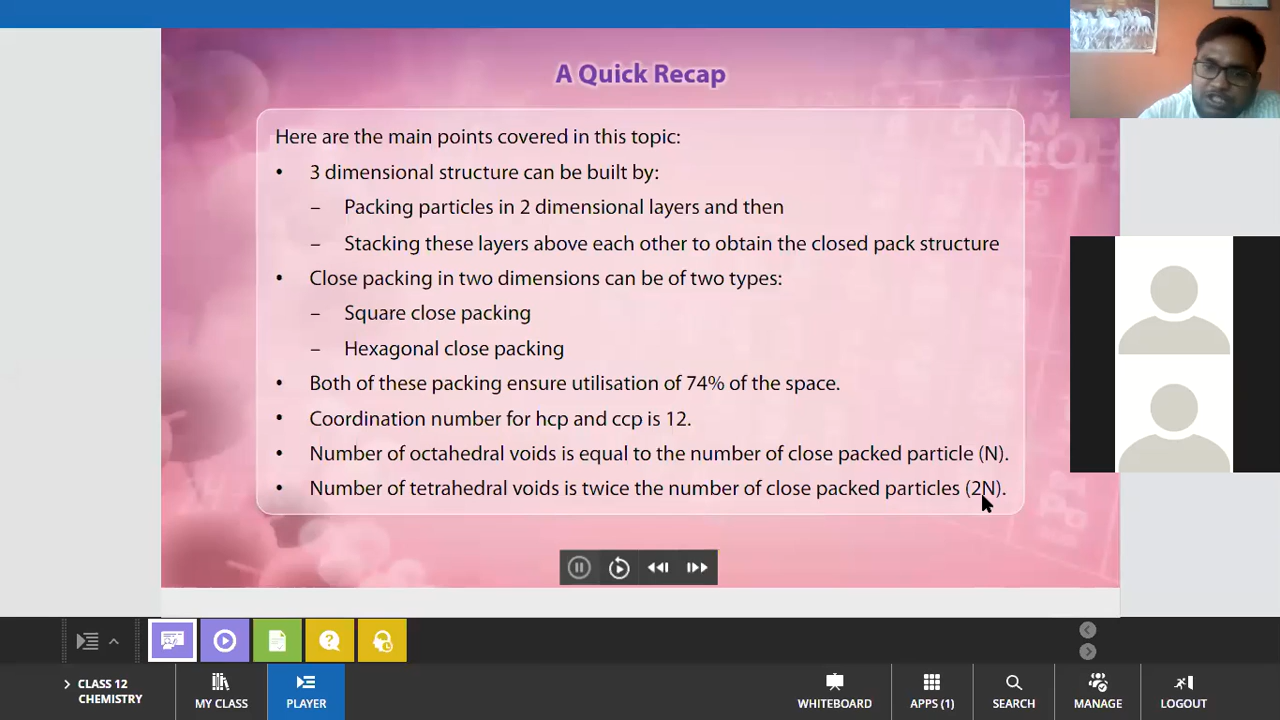 A Quick Recap
Here are the main points covered in this topic:
• 3 dimensional structure can be built by:
– Packing particles in 2 dimensional layers and then
– Stacking these layers above each other to obtain the closed pack structure
• Close packing in two dimensions can be of two types:
– Square close packing
– Hexagonal close packing
• Both of these packing ensure utilisation of 74% of the space.
• Coordination number for hcp and ccp is 12.
• Number of octahedral voids is equal to the number of close packed particle (N).
• Number of tetrahedral voids is twice the number of close packed particles (2N).
NaOH
CLASS 12
CHEMISTRY
MY CLASS
PLAYER
WHITEBOARD
APPS (1)
SEARCH
MANAGE
LOGOUT